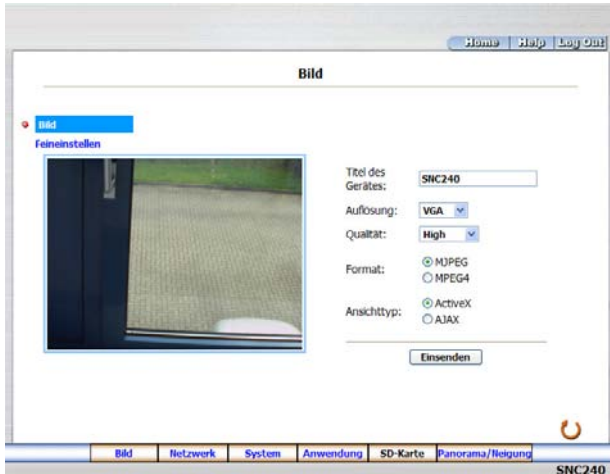 Home Help Log Out
Bild
Bild
Feineinstellen
Titel des
Gerätes: SNC240
Auflösung: VGA
Qualität: High
Format: MJPEG
MPEG4
Ansichttyp: ActiveX
AJAX
Einsenden
Bild Netzwerk System Anwendung SD-Karte Panorama/Neigung
SNC240